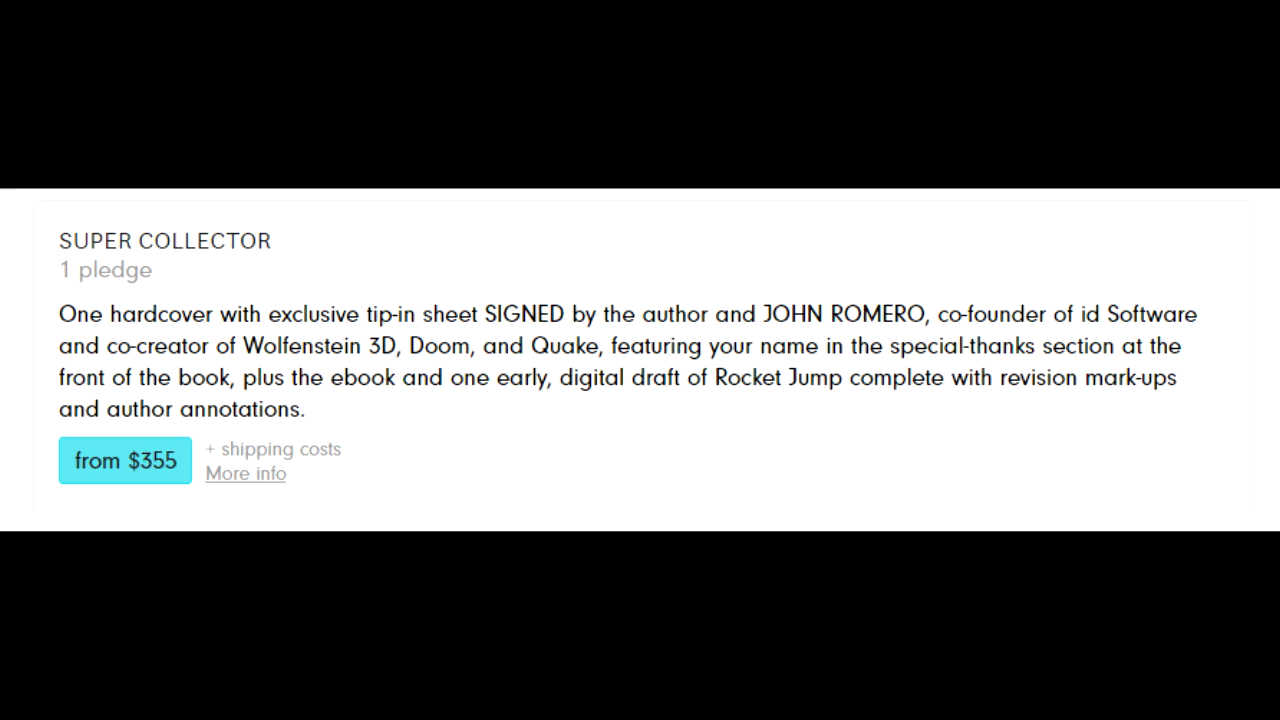 SUPER COLLECTOR
1 pledge
One hardcover with exclusive tip-in sheet SIGNED by the author and JOHN ROMERO, co-founder of id Software
and co-creator of Wolfenstein 3D, Doom, and Quake, featuring your name in the special-thanks section at the
front of the book, plus the ebook and one early, digital draft of Rocket Jump complete with revision mark-ups
and author annotations.
from $355
+ shipping costs
More info